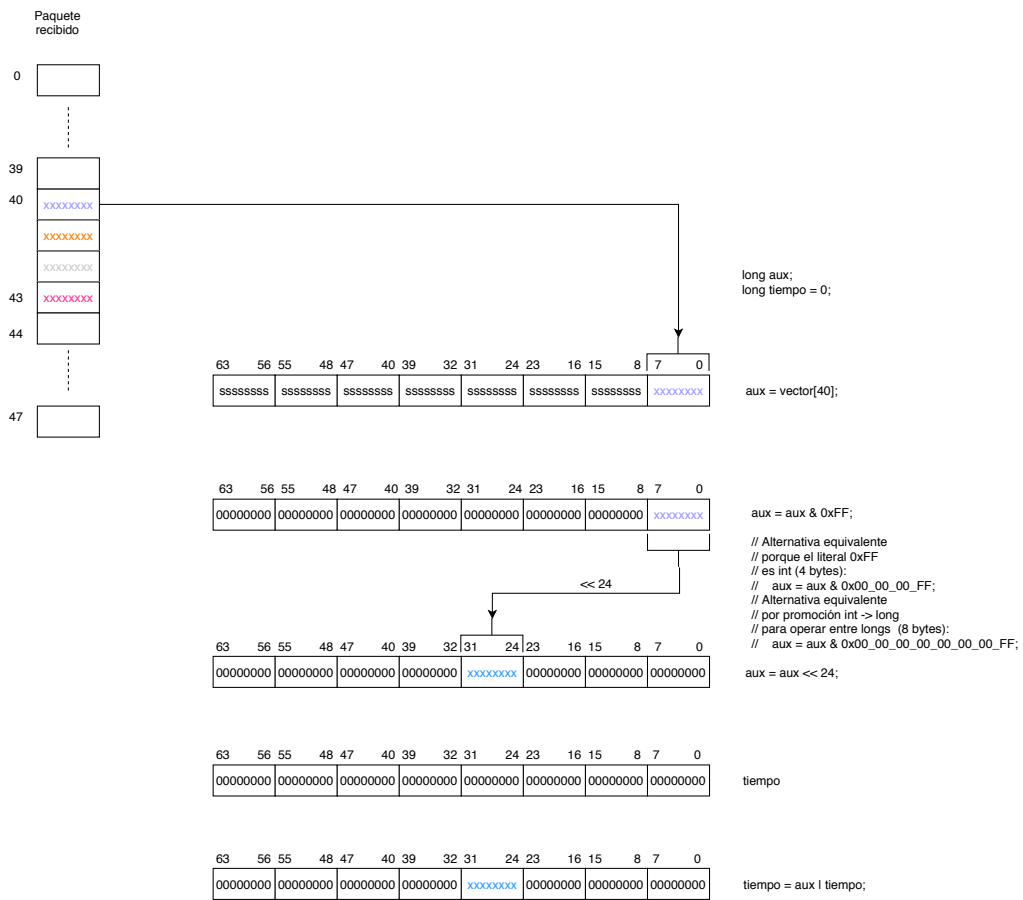 Paquete
recibido
0
39
40 xxxxxxxx
xxxxxxxx
xxxxxxxx
43 xxxxxxxx
44
47
long aux;
long tiempo = 0;
63 56 55 48 47 40 39 32 31 24 23 16 15 8 7 0
ssssssss ssssssss ssssssss ssssssss ssssssss ssssssss ssssssss xxxxxxxx aux = vector[40];
63 56 55 48 47 40 39 32 31 24 23 16 15 8 7 0
00000000 00000000 00000000 00000000 00000000 00000000 00000000 xxxxxxxx aux = aux & 0xFF;
// Alternativa equivalente
// porque el literal 0xFF
// es int (4 bytes):
// aux = aux & 0x00_00_00_FF;
// Alternativa equivalente
// por promoción int -> long
// para operar entre longs (8 bytes):
// aux = aux & 0x00_00_00_00_00_00_00_FF;
<< 24
63 56 55 48 47 40 39 32 31 24 23 16 15 8 7 0
00000000 00000000 00000000 00000000 xxxxxxxx 00000000 00000000 00000000 aux = aux << 24;
63 56 55 48 47 40 39 32 31 24 23 16 15 8 7 0
00000000 00000000 00000000 00000000 00000000 00000000 00000000 00000000 tiempo
63 56 55 48 47 40 39 32 31 24 23 16 15 8 7 0
00000000 00000000 00000000 00000000 xxxxxxxx 00000000 00000000 00000000 tiempo = aux | tiempo;